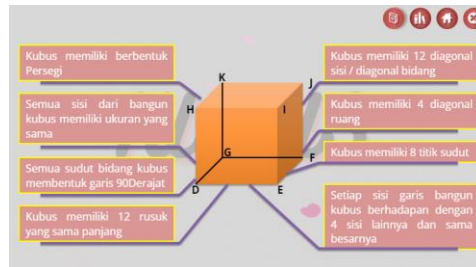 Kubus memiliki berbentuk
Persegi
Semua sisi dari bangun
kubus memiliki ukuran yang
sama
Semua sudut bidang kubus
membentuk garis 90Derajat
Kubus memiliki 12 rusuk
yang sama panjang
K
J
H
I
G
F
D
E
Kubus memiliki 12 diagonal
sisi / diagonal bidang
Kubus memiliki 4 diagonal
ruang
Kubus memiliki 8 titik sudut
Setiap sisi garis bangun
kubus berhadapan dengan
4 sisi lainnya dan sama
besarnya